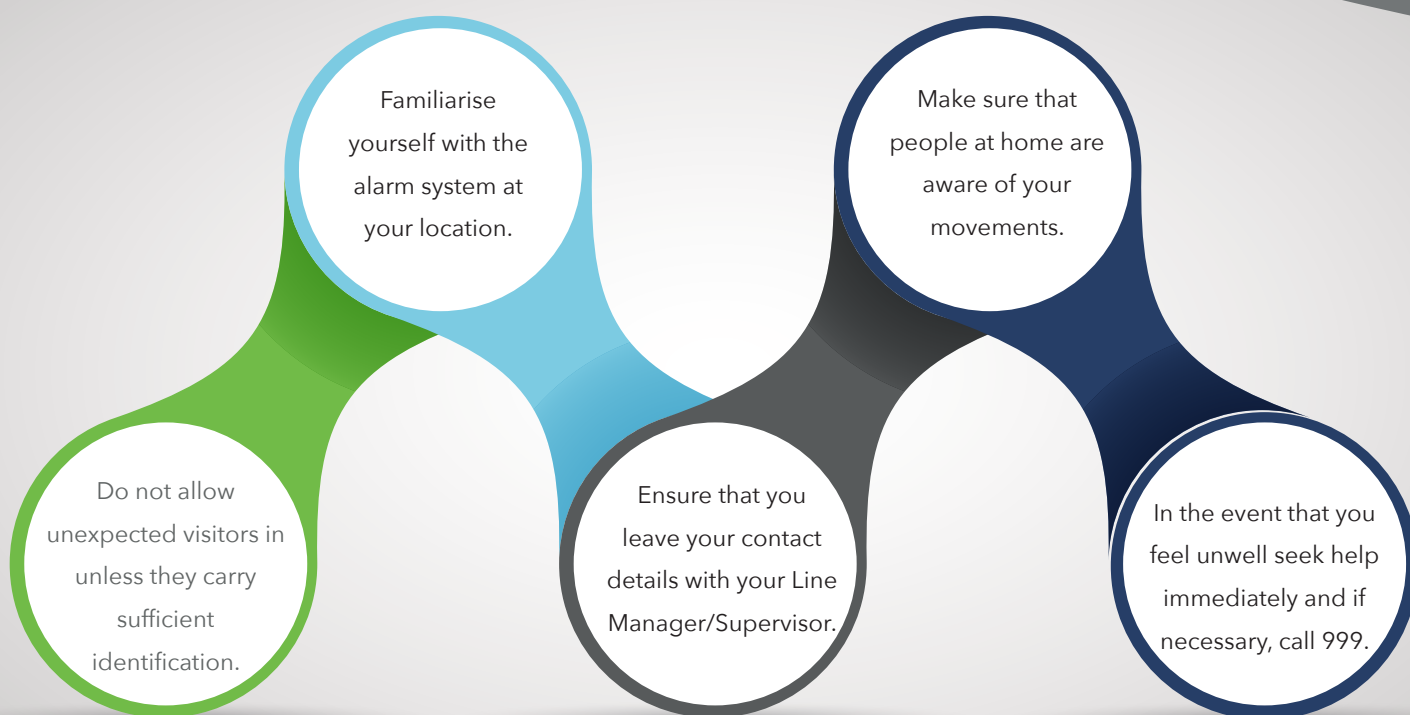 Do not allow
unexpected visitors in
unless they carry
sufficient
identification.
Familiarise
yourself with the
alarm system at
your location.
Ensure that you
leave your contact
details with your Line
Manager/Supervisor.
Make sure that
people at home are
aware of your
movements.
In the event that you
feel unwell seek help
immediately and if
necessary, call 999.